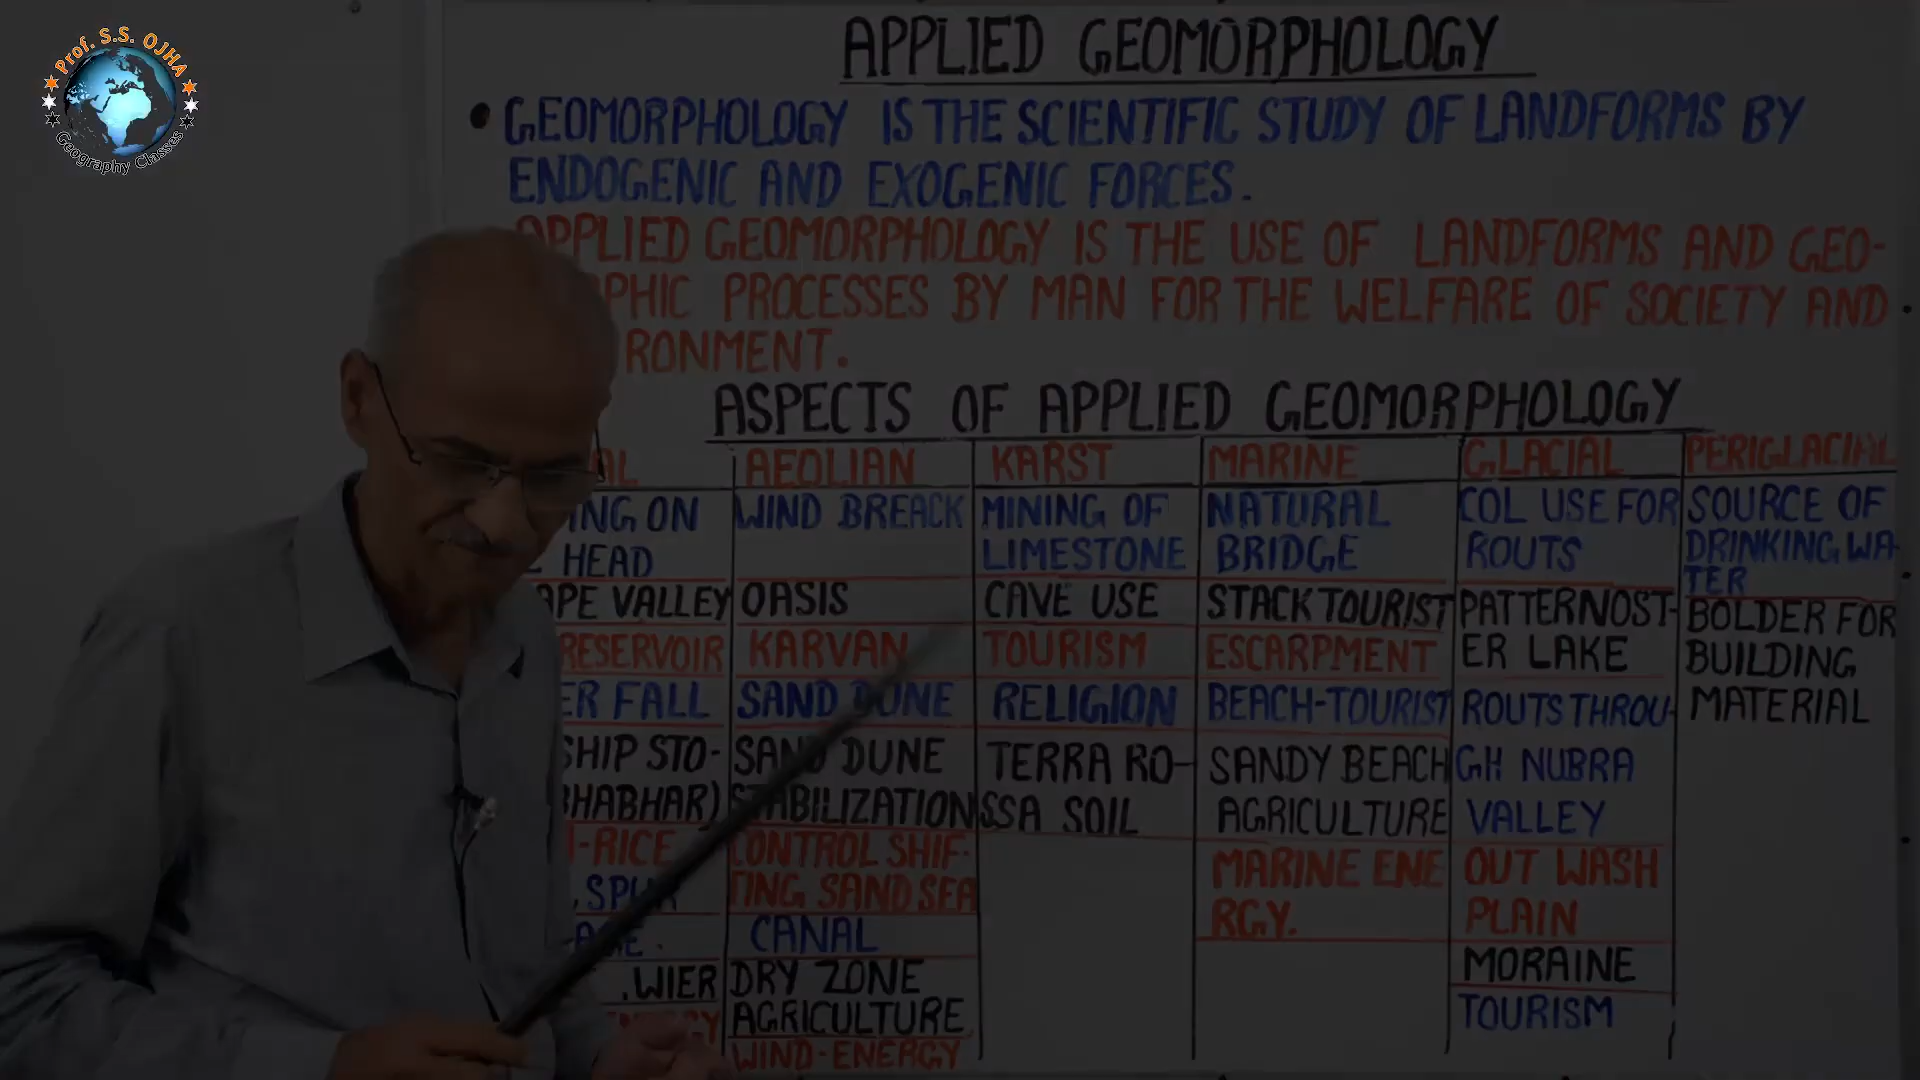 Prof. S.S. OJHA
Geography Classes
APPLIED GEOMORPHOLOGY
• GEOMORPHOLOGY IS THE SCIENTIFIC STUDY OF LANDFORMS BY
ENDOGENIC AND EXOGENIC FORCES.
APPLIED GEOMORPHOLOGY IS THE USE OF LANDFORMS AND GEO-
PHIC PROCESSES BY MAN FOR THE WELFARE OF SOCIETY AND
RONMENT.
ASPECTS OF APPLIED GEOMORPHOLOGY
AL
ING ON
HEAD
APE VALLEY
RESERVOIR
ER FALL
SHIP STO-
BHABHAR)
-RICE
, SPUR
. WIER
AEOLIAN
WIND BREACK
OASIS
KARVAN
SAND DUNE
SAND DUNE
STABILIZATION
CONTROL SHIF-
TING SAND SEA
CANAL
DRY ZONE
AGRICULTURE
WIND-ENERGY
KARST
MINING OF
LIMESTONE
CAVE USE
TOURISM
RELIGION
TERRA RO-
SSA SOIL
MARINE
NATURAL
BRIDGE
STACK TOURIST
ESCARPMENT
BEACH-TOURIST
SANDY BEACH
AGRICULTURE
MARINE ENE
RGY.
GLACIAL
COL USE FOR
ROUTS
PATTERNOST-
ER LAKE
ROUTS THROU-
GH NUBRA
VALLEY
OUT WASH
PLAIN
MORAINE
TOURISM
PERIGLACIAL
SOURCE OF
DRINKING WA-
TER
BOLDER FOR
BUILDING
MATERIAL